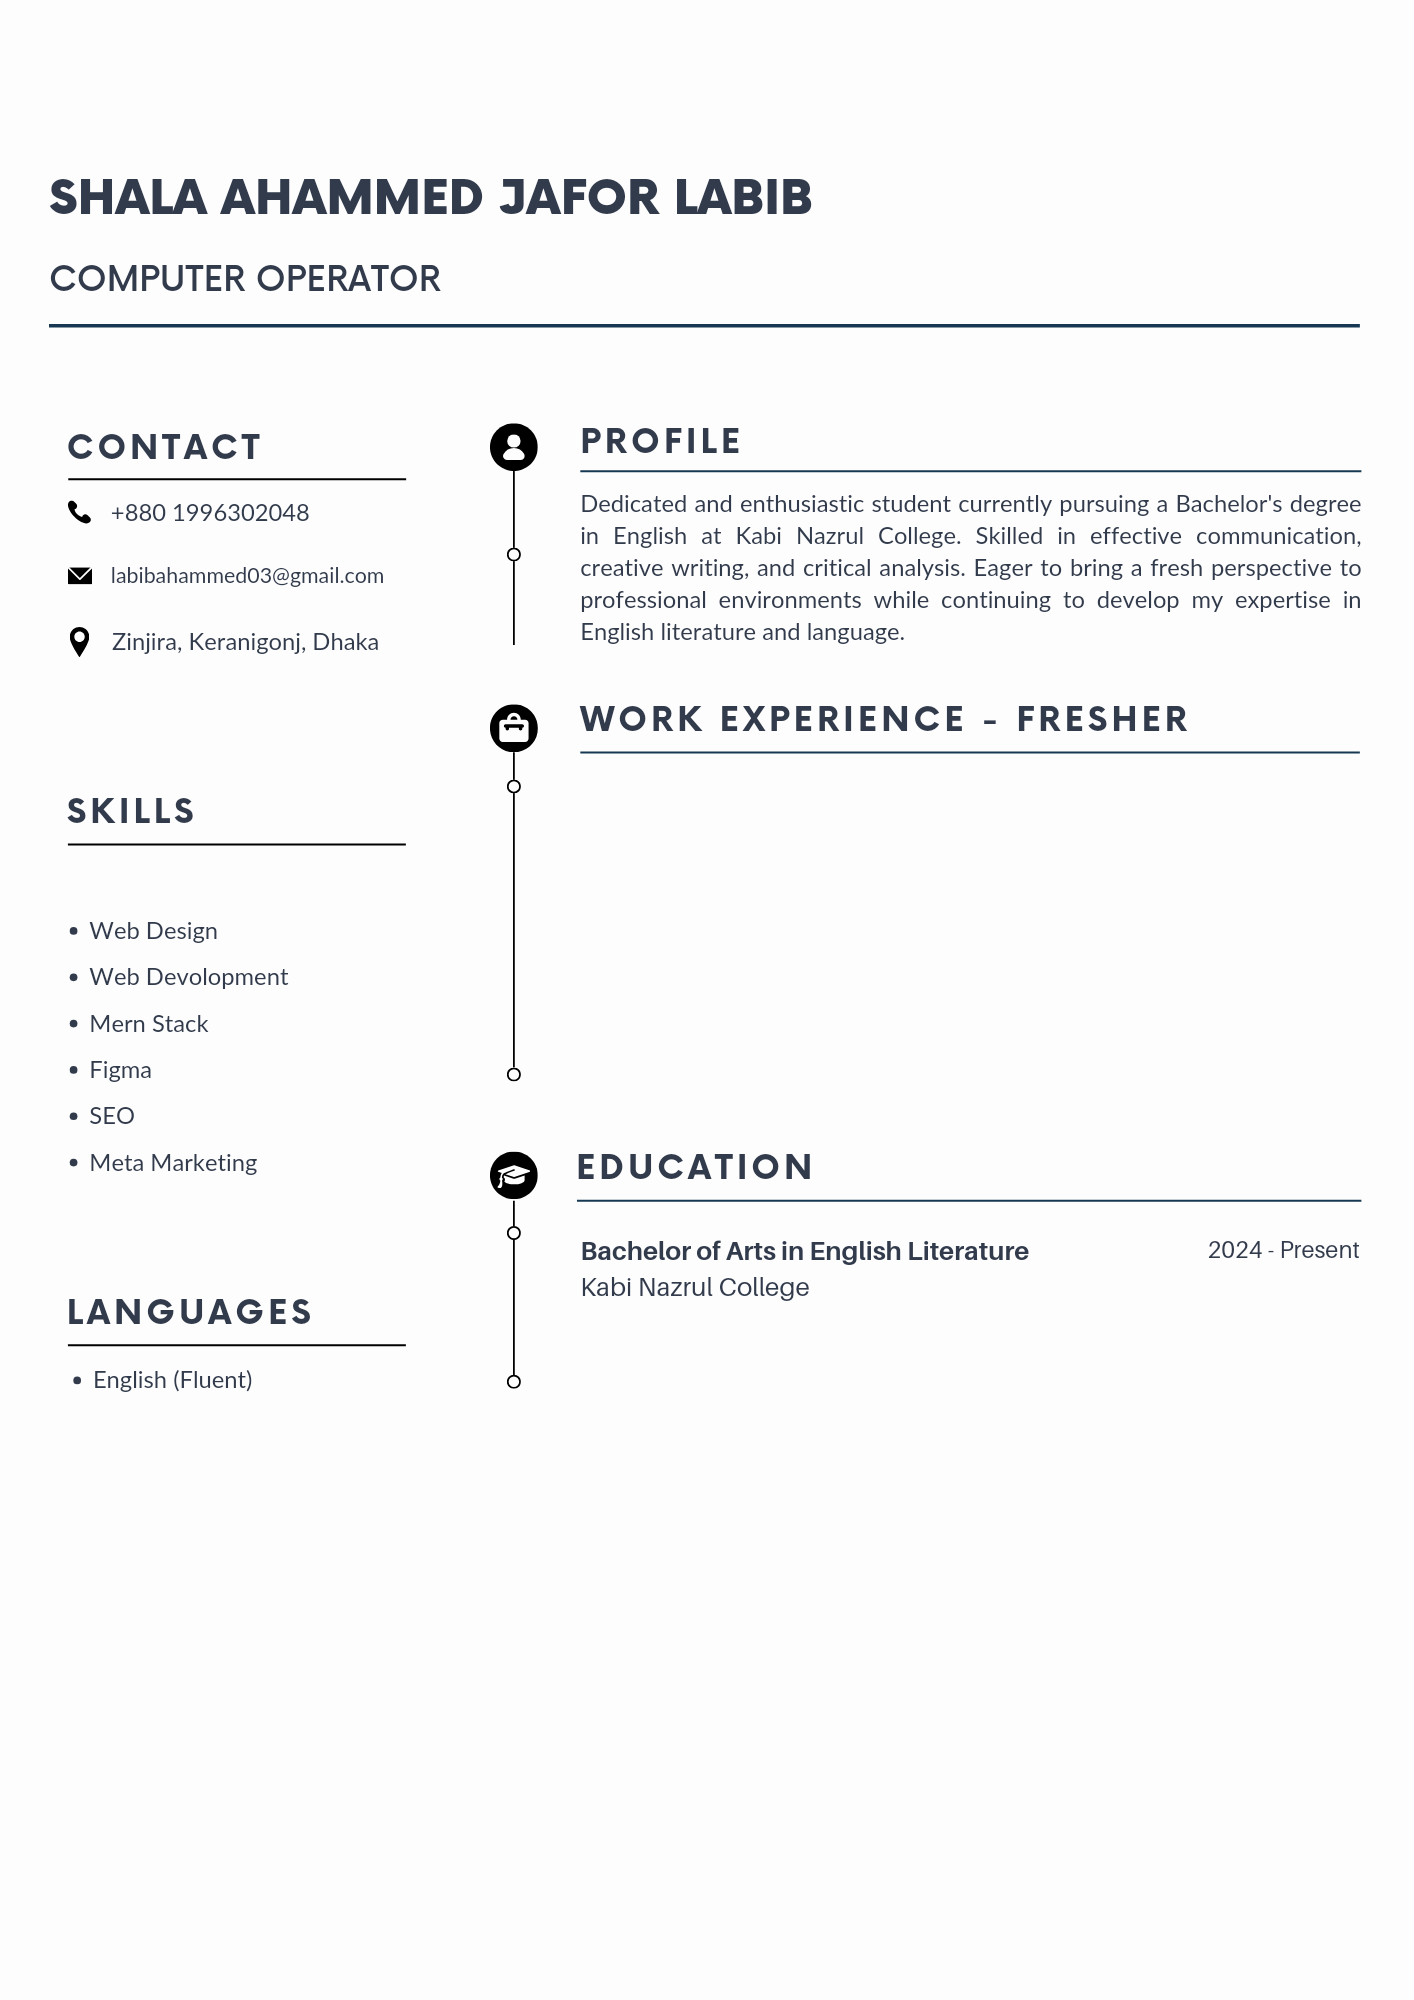 SHALA AHAMMED JAFOR LABIB
COMPUTER OPERATOR
CONTACT
+880 1996302048
labibahammed03@gmail.com
Zinjira, Keranigonj, Dhaka
SKILLS
• Web Design
• Web Devolopment
• Mern Stack
• Figma
• SEO
• Meta Marketing
LANGUAGES
• English (Fluent)
PROFILE
Dedicated and enthusiastic student currently pursuing a Bachelor's degree
in English at Kabi Nazrul College. Skilled in effective communication,
creative writing, and critical analysis. Eager to bring a fresh perspective to
professional environments while continuing to develop my expertise in
English literature and language.
WORK EXPERIENCE - FRESHER
EDUCATION
Bachelor of Arts in English Literature 2024 - Present
Kabi Nazrul College